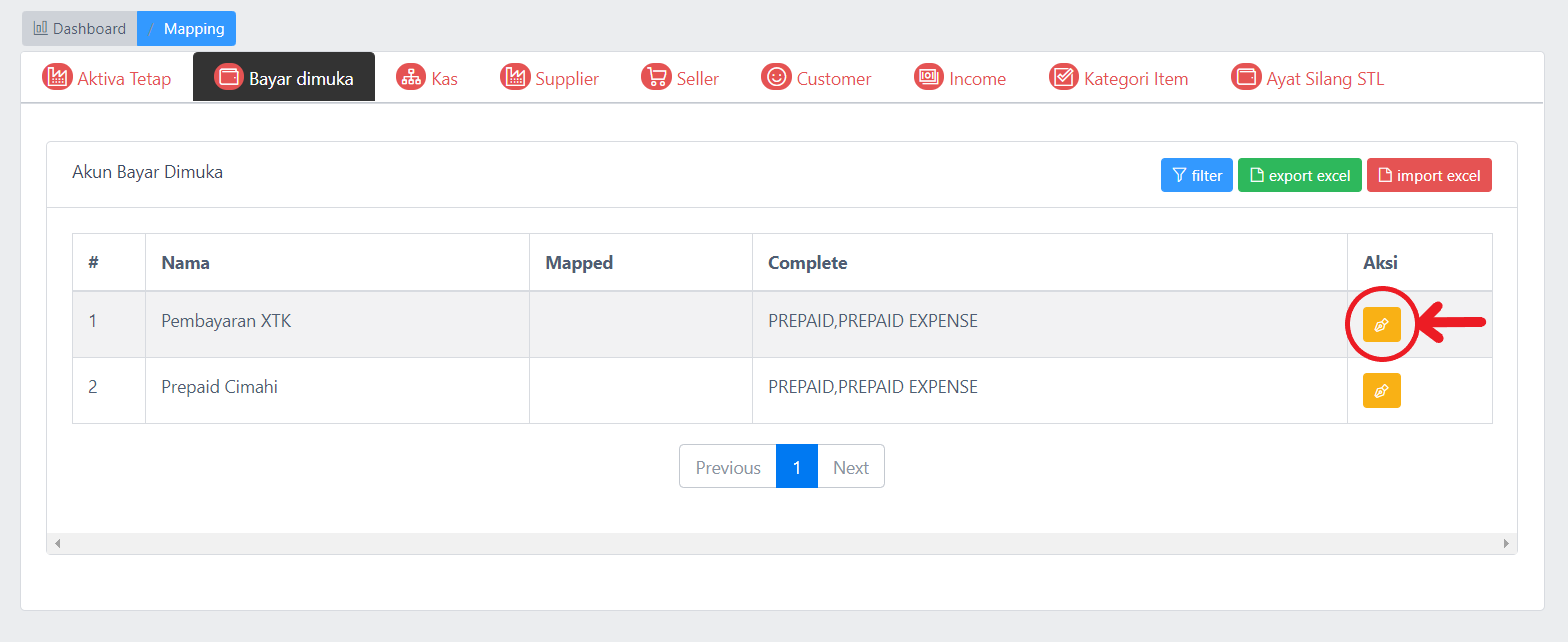 Dashboard / Mapping
Aktiva Tetap Bayar dimuka Kas Supplier Seller Customer Income Kategori Item Ayat Silang STL
Akun Bayar Dimuka filter export excel import excel
# Nama Mapped Complete Aksi
1 Pembayaran XTK PREPAID,PREPAID EXPENSE
2 Prepaid Cimahi PREPAID,PREPAID EXPENSE
Previous 1 Next